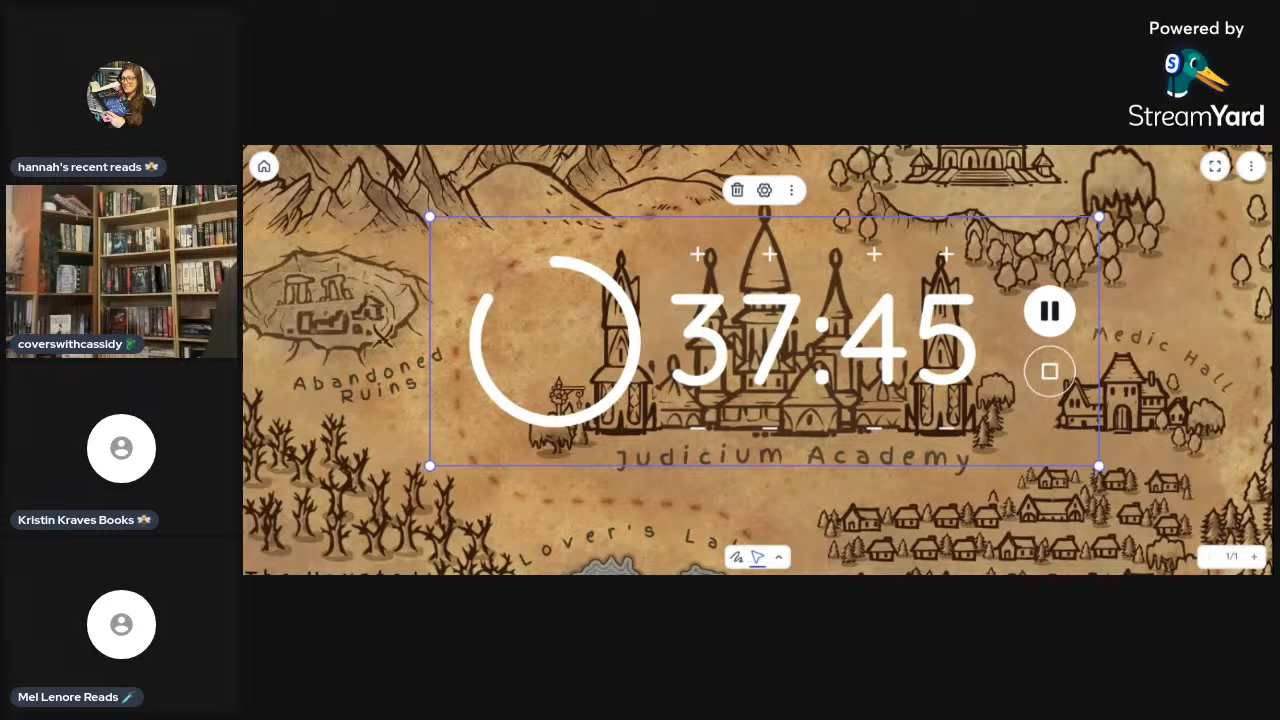 Powered by
StreamYard
hannah's recent reads
coverswithcassidy
Kristin Kraves Books
Mel Lenore Reads
37:45
Abandoned
Ruins
Judicium Academy
Medic Hall
Lover's
1/1